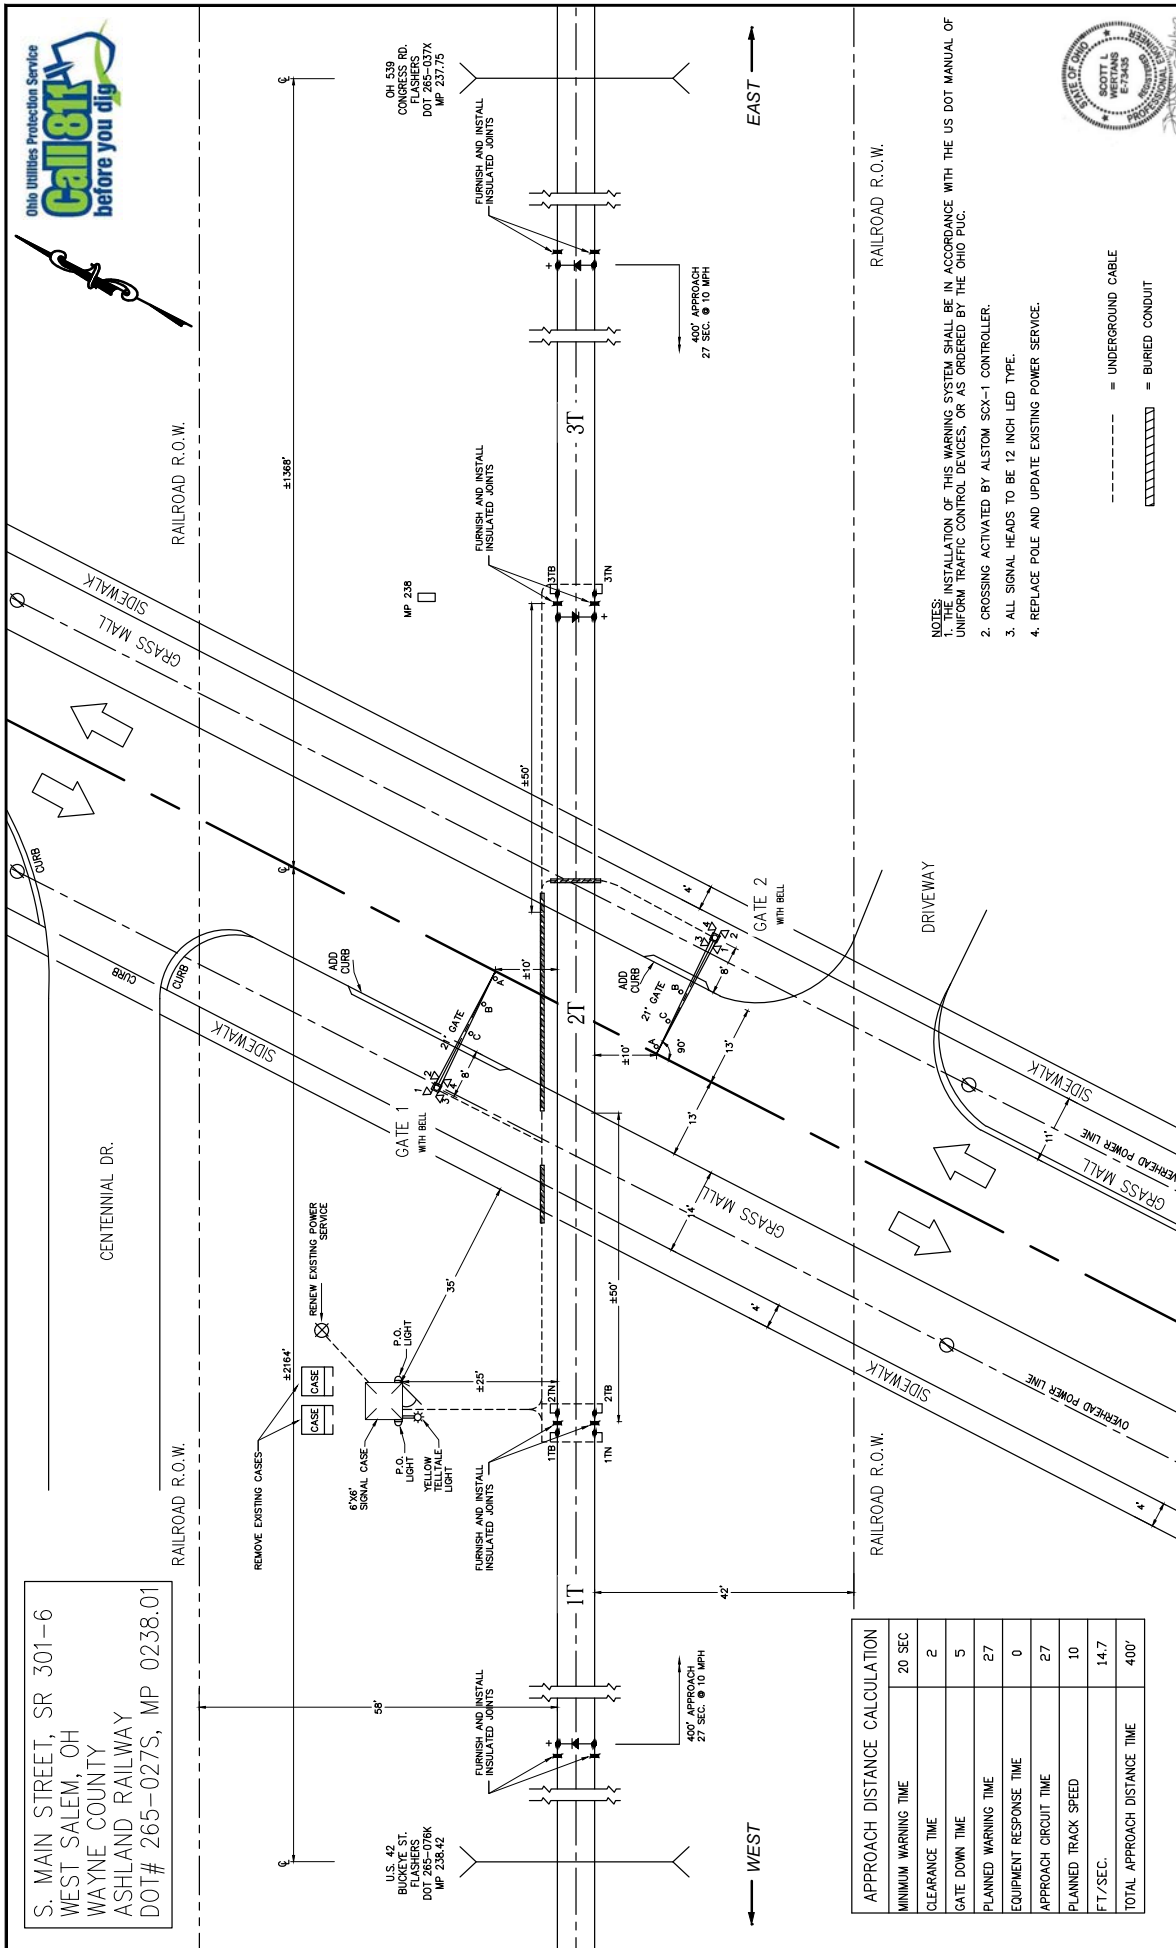 S. MAIN STREET, SR 301-6
WEST SALEM, OH
WAYNE COUNTY
ASHLAND RAILWAY
DOT# 265-027S, MP 0238.01
Ohio Utilities Protection Service
Call 811
before you dig
CENTENNIAL DR.
CURB
CURB
CURB
SIDEWALK
GRASS MALL
SIDEWALK
RAILROAD R.O.W.
RAILROAD R.O.W.
±2164'
±1368'
REMOVE EXISTING CASES
CASE
CASE
RENEW EXISTING POWER
SERVICE
6'X6'
SIGNAL CASE
P.O.
LIGHT
P.O.
LIGHT
YELLOW
TELLTALE
LIGHT
35'
±25'
58'
ADD
CURB
GATE 1
WITH BELL
21' GATE
8'
1
2
3
4
A
B
C
±10'
±50'
MP 238
U.S. 42
BUCKEYE ST.
FLASHERS
DOT 265-076K
MP 238.42
OH 539
CONGRESS RD.
FLASHERS
DOT 265-037X
MP 237.75
FURNISH AND INSTALL
INSULATED JOINTS
FURNISH AND INSTALL
INSULATED JOINTS
FURNISH AND INSTALL
INSULATED JOINTS
FURNISH AND INSTALL
INSULATED JOINTS
+
1TB
2TN
3TB
+
1T
2T
3T
1TN
2TB
3TN
+
400' APPROACH
27 SEC. @ 10 MPH
400' APPROACH
27 SEC. @ 10 MPH
±50'
±10'
42'
ADD
CURB
GATE 2
WITH BELL
21' GATE
8'
4'
1
2
3
4
A
B
C
90'
13'
13'
14'
4'
11'
4'
GRASS MALL
SIDEWALK
OVERHEAD POWER LINE
DRIVEWAY
SIDEWALK
OVERHEAD POWER LINE
GRASS MALL
WEST
EAST
RAILROAD R.O.W.
RAILROAD R.O.W.
APPROACH DISTANCE CALCULATION
MINIMUM WARNING TIME 20 SEC
CLEARANCE TIME 2
GATE DOWN TIME 5
PLANNED WARNING TIME 27
EQUIPMENT RESPONSE TIME 0
APPROACH CIRCUIT TIME 27
PLANNED TRACK SPEED 10
FT/SEC. 14.7
TOTAL APPROACH DISTANCE TIME 400'
NOTES:
1. THE INSTALLATION OF THIS WARNING SYSTEM SHALL BE IN ACCORDANCE WITH THE US DOT MANUAL OF
UNIFORM TRAFFIC CONTROL DEVICES, OR AS ORDERED BY THE OHIO PUC.
2. CROSSING ACTIVATED BY ALSTOM SCX-1 CONTROLLER.
3. ALL SIGNAL HEADS TO BE 12 INCH LED TYPE.
4. REPLACE POLE AND UPDATE EXISTING POWER SERVICE.
= UNDERGROUND CABLE
= BURIED CONDUIT
STATE OF OHIO
SCOTT L.
WERTANS
E-73435
REGISTERED
PROFESSIONAL ENGINEER